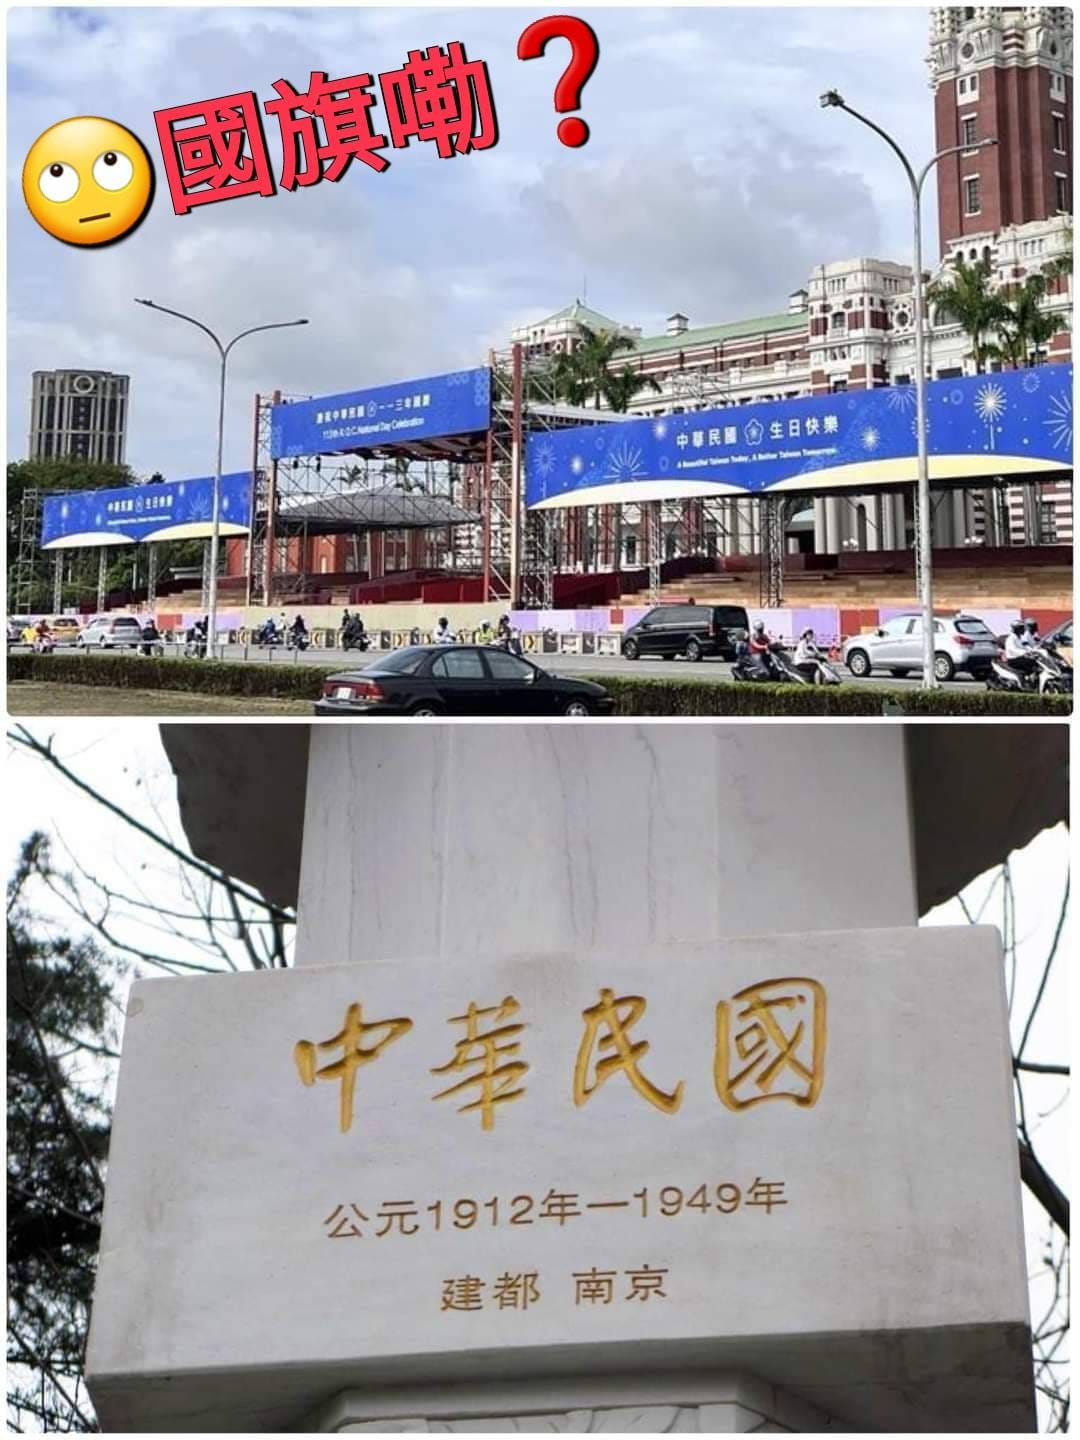 國旗嘞❓
慶祝中華民國一一三年國慶
113th R.O.C. National Day Celebration
中華民國 生日快樂
A Beautiful Taiwan Today, A Better Taiwan Tomorrow
中華民國 生日快樂
中華民國
公元1912年—1949年
建都 南京